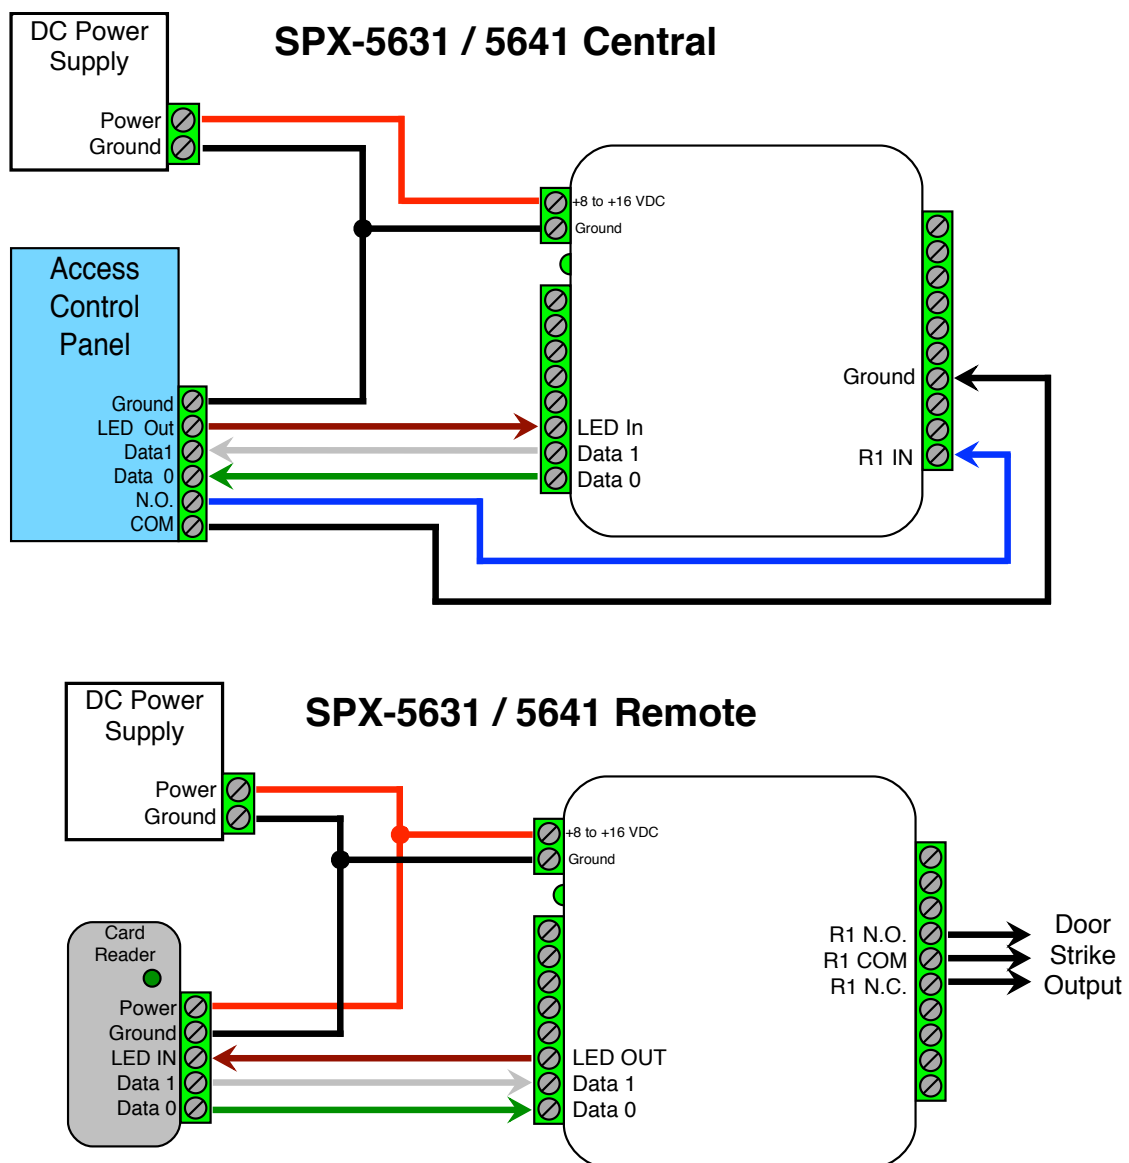 SPX-5631 / 5641 Central
DC Power
Supply
Power
Ground
+8 to +16 VDC
Ground
Access
Control
Panel
Ground
LED Out
Data1
Data 0
N.O.
COM
LED In
Data 1
Data 0
Ground
R1 IN
SPX-5631 / 5641 Remote
DC Power
Supply
Power
Ground
+8 to +16 VDC
Ground
Card
Reader
Power
Ground
LED IN
Data 1
Data 0
LED OUT
Data 1
Data 0
R1 N.O.
R1 COM
R1 N.C.
Door
Strike
Output